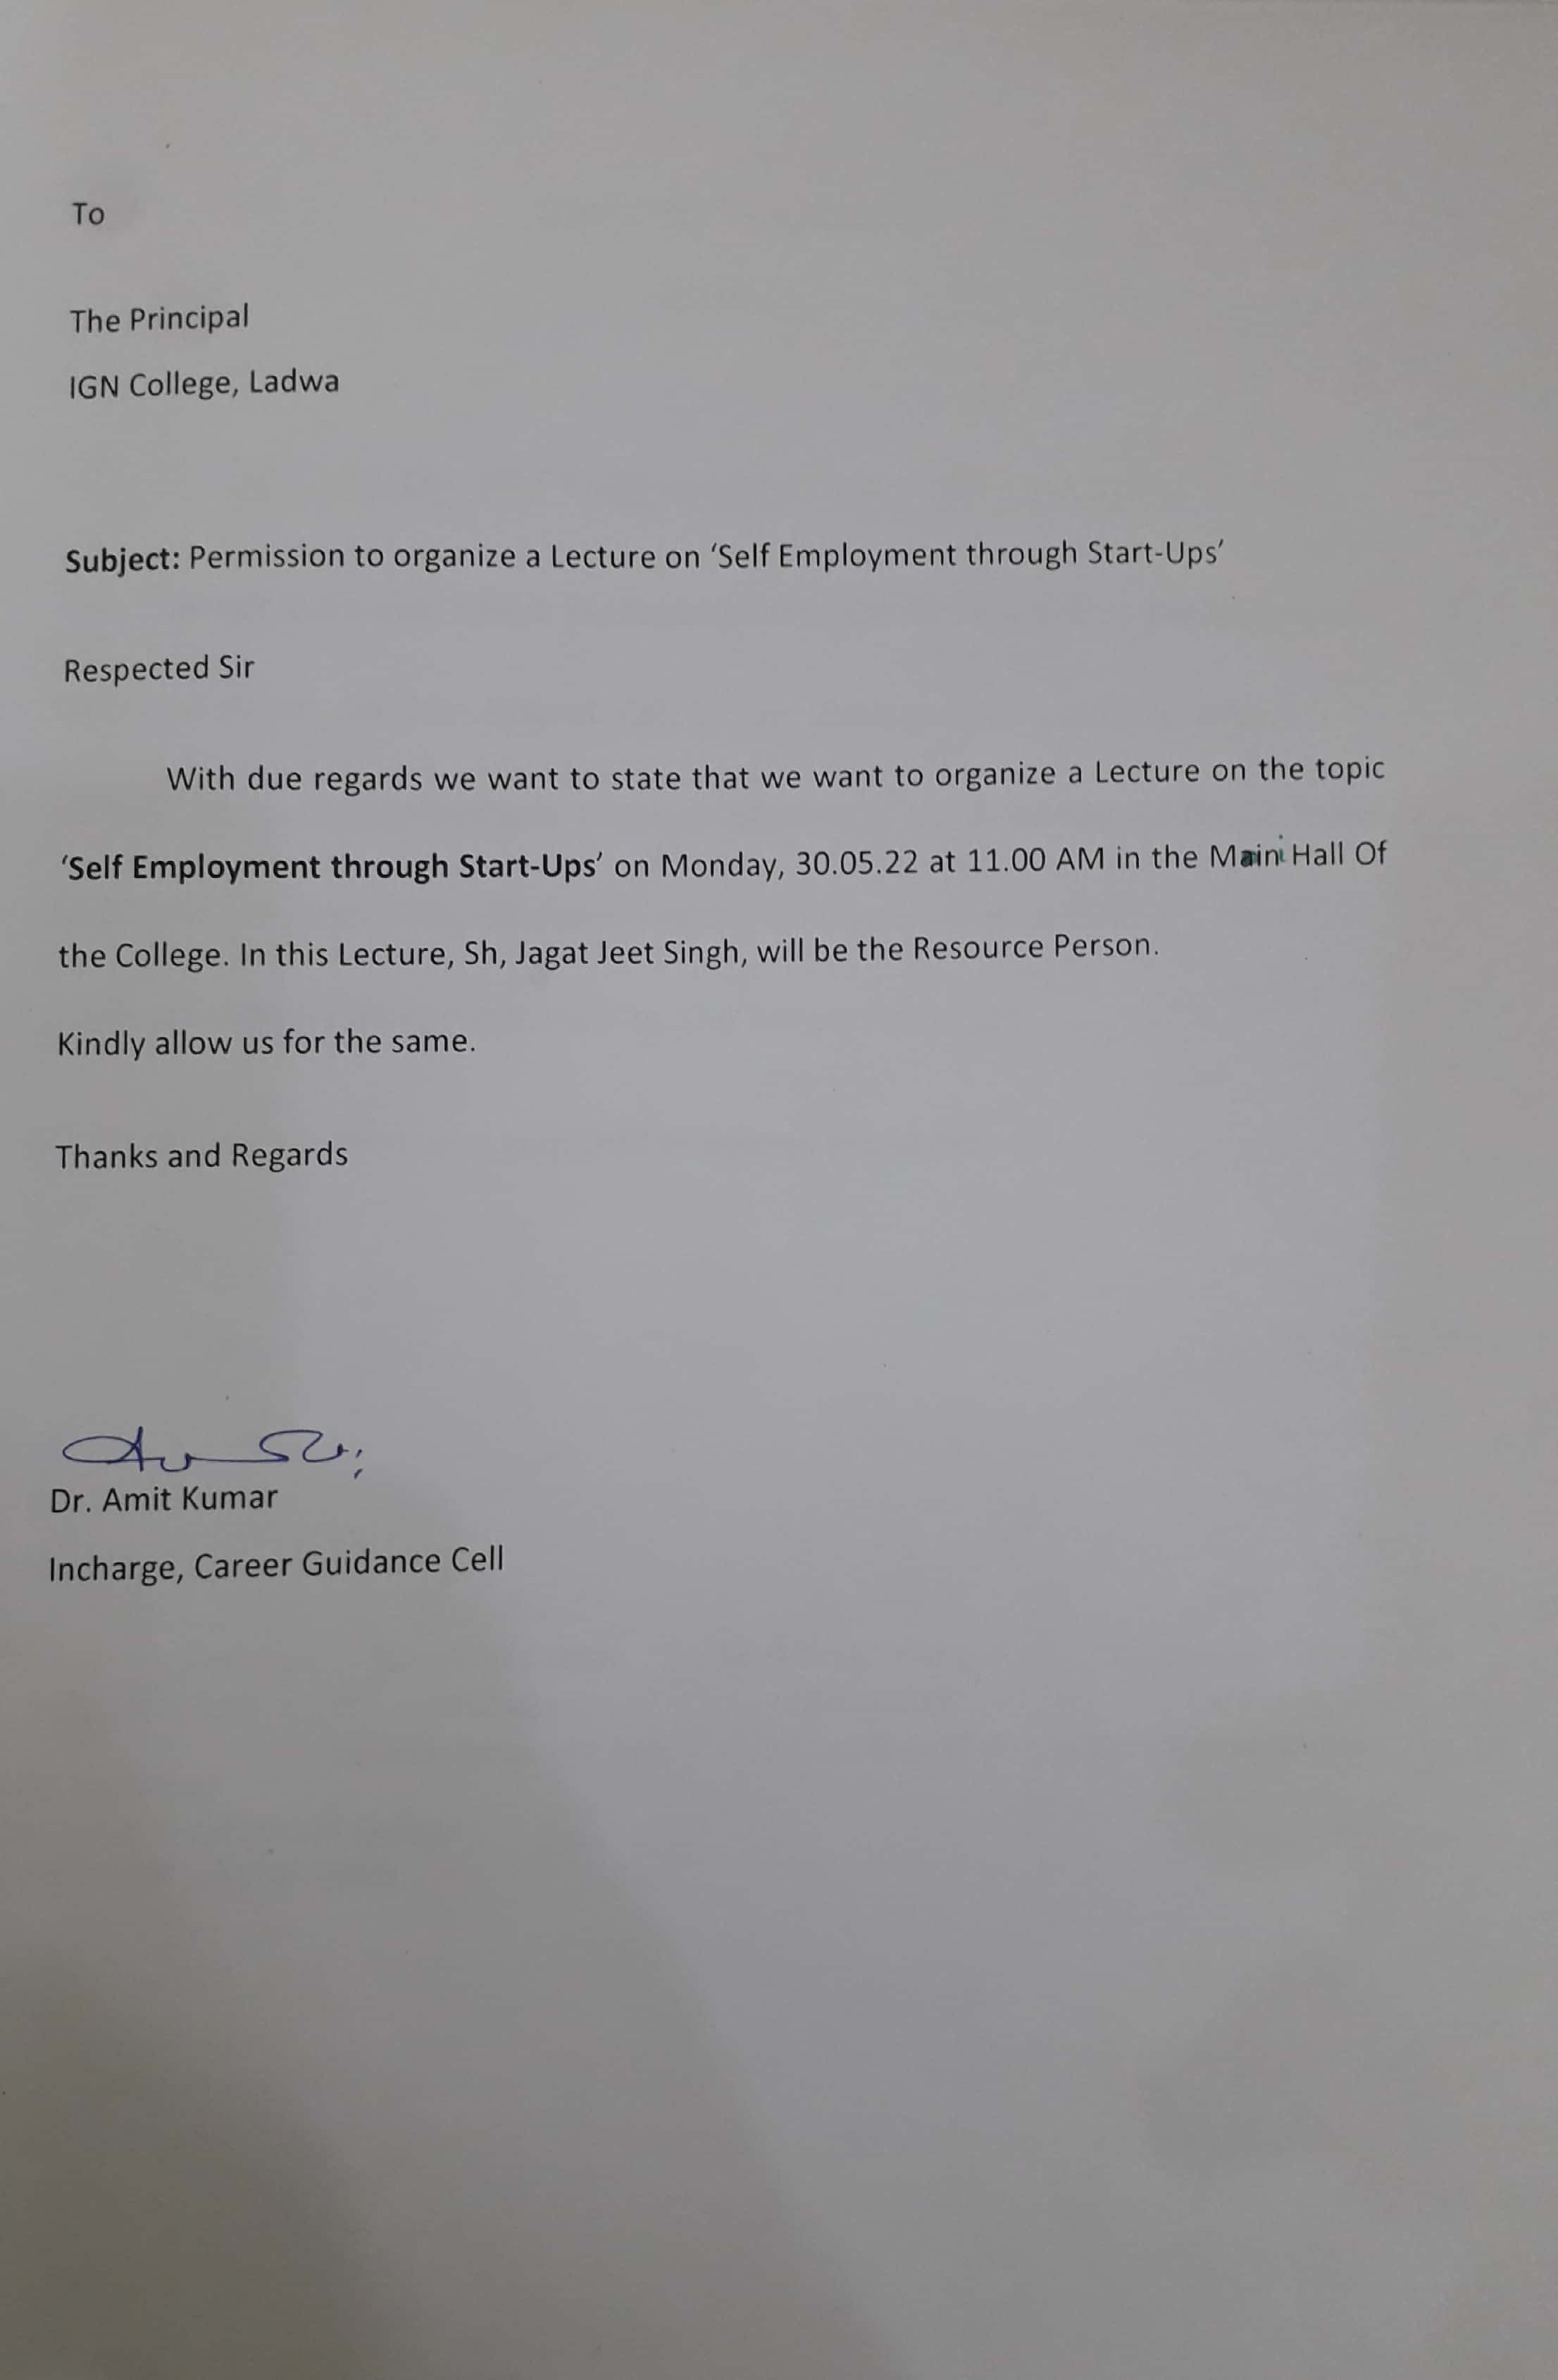 To
The Principal
IGN College, Ladwa
Subject: Permission to organize a Lecture on ‘Self Employment through Start-Ups’
Respected Sir
With due regards we want to state that we want to organize a Lecture on the topic
‘Self Employment through Start-Ups’ on Monday, 30.05.22 at 11.00 AM in the Maini Hall Of
the College. In this Lecture, Sh, Jagat Jeet Singh, will be the Resource Person.
Kindly allow us for the same.
Thanks and Regards
Dr. Amit Kumar
Incharge, Career Guidance Cell